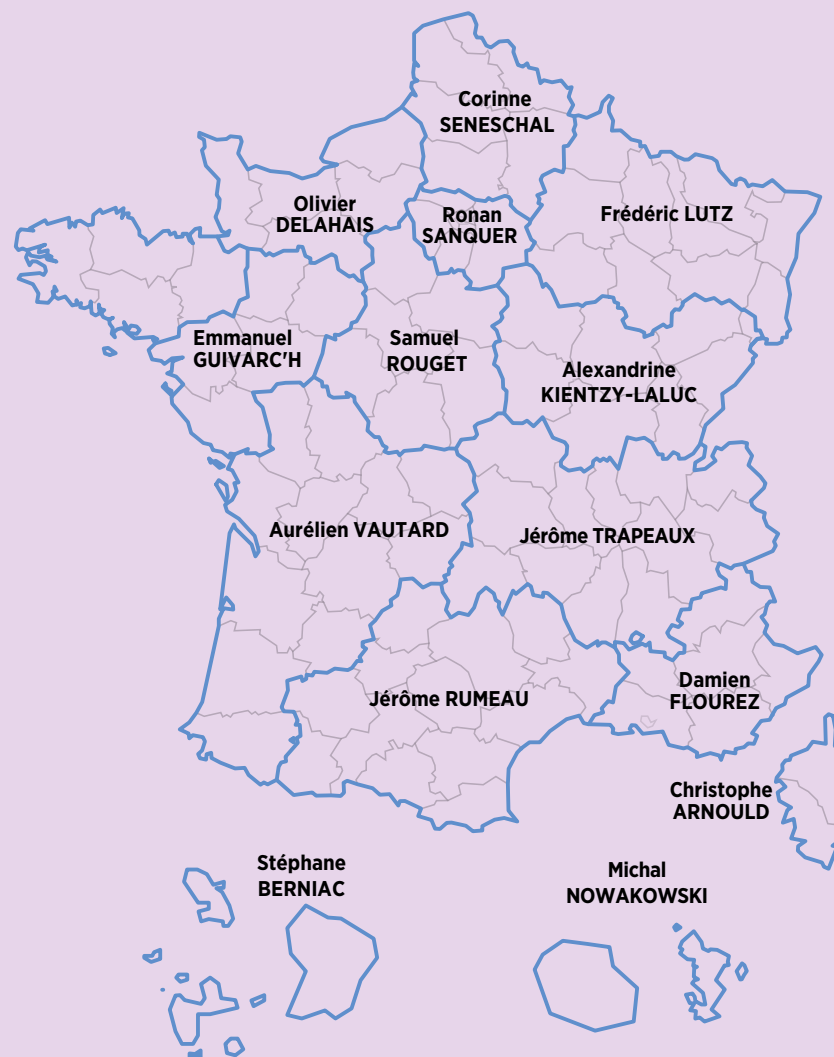 Corinne
SENESCHAL
Olivier
DELAHAIS
Ronan
SANQUER
Frédéric LUTZ
Emmanuel
GUIVARC'H
Samuel
ROUGET
Alexandrine
KIENTZY-LALUC
Aurélien VAUTARD
Jérôme TRAPEAUX
Jérôme RUMEAU
Damien
FLOUREZ
Christophe
ARNOULD
Stéphane
BERNIAC
Michal
NOWAKOWSKI